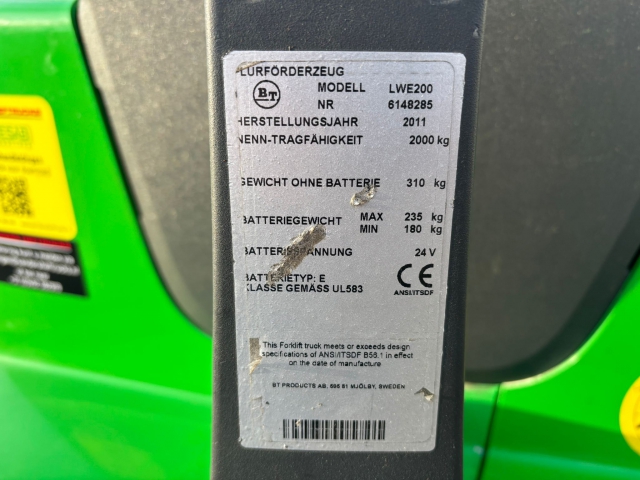 FLURFÖRDERZEUG
BT MODELL LWE200
NR 6148285
HERSTELLUNGSJAHR 2011
NENN-TRAGFÄHIGKEIT 2000 kg
GEWICHT OHNE BATTERIE 310 kg
BATTERIEGEWICHT MAX 235 kg
MIN 180 kg
BATTERIESPANNUNG 24 V
BATTERIETYP: E
KLASSE GEMÄSS UL583
CE
ANSI/ITSDF
This Forklift truck meets or exceeds design
specifications of ANSI/ITSDF B56.1 in effect
on the date of manufacture
BT PRODUCTS AB, 595 81 MJÖLBY, SWEDEN